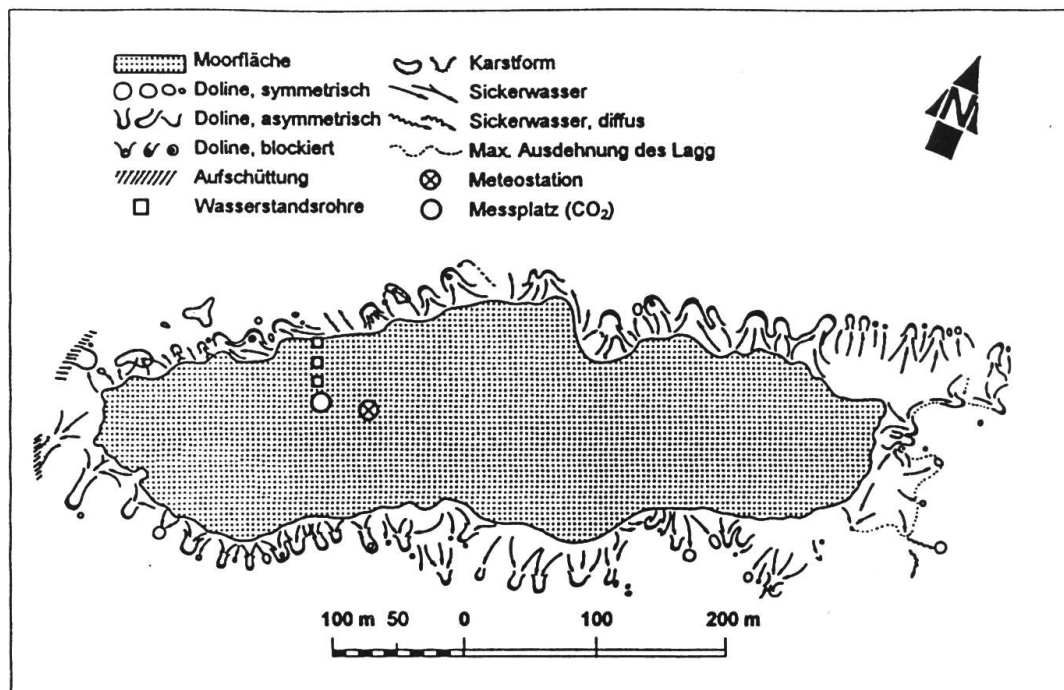 Moorfläche
Doline, symmetrisch
Doline, asymmetrisch
Doline, blockiert
Aufschüttung
Wasserstandsrohre
Karstform
Sickerwasser
Sickerwasser, diffus
Max. Ausdehnung des Lagg
Meteostation
Messplatz (CO₂)
N
100 m 50 0 100 200 m